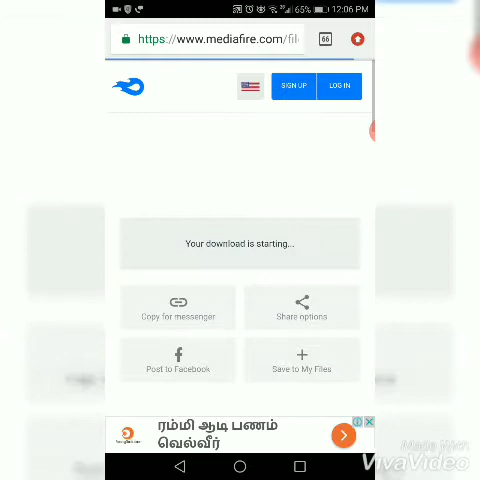 65% 12:06 PM
https://www.mediafire.com/fil
66
SIGN UP
LOG IN
Your download is starting...
Copy for messenger
Share options
Post to Facebook
Save to My Files
ரம்மி ஆடி பணம்
வெல்வீர்
Made With
VivaVideo